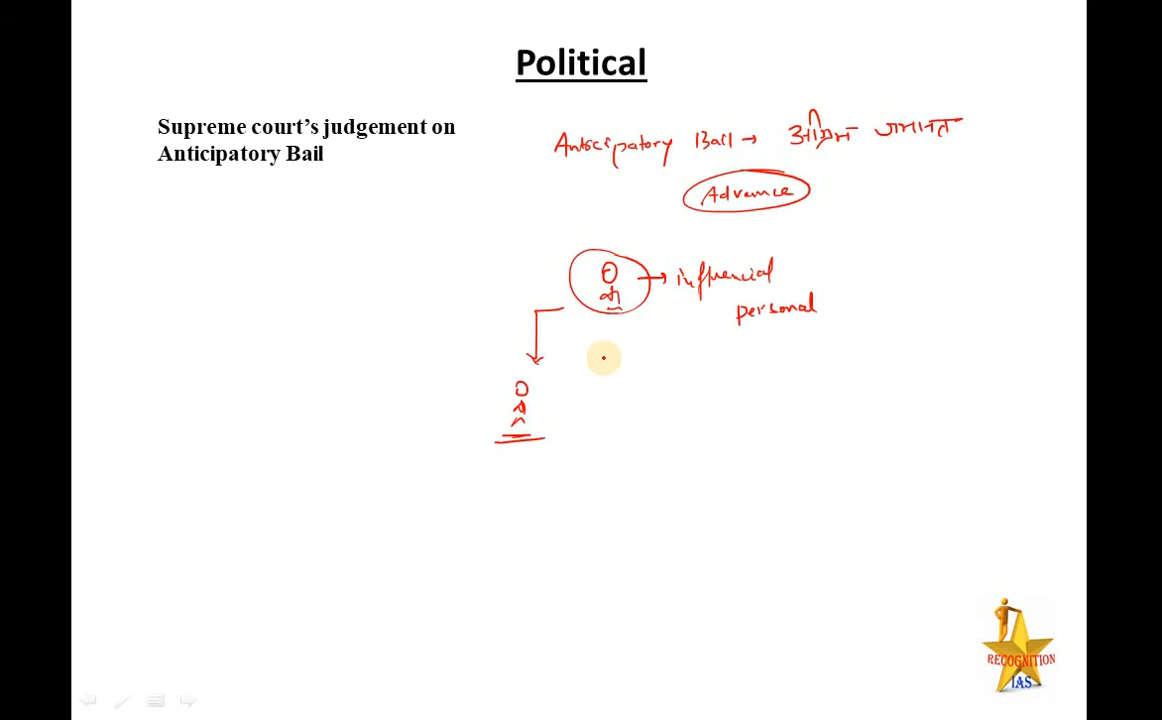 Political
Supreme court's judgement on
Anticipatory Bail
Anticipatory Bail → अग्रिम जमानत
Advance
influencial
personal
RECOGNITION
IAS